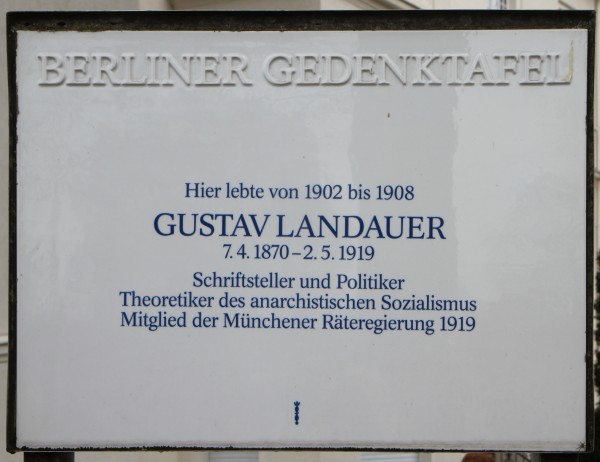 BERLINER GEDENKTAFEL
Hier lebte von 1902 bis 1908
GUSTAV LANDAUER
7. 4. 1870 – 2. 5. 1919
Schriftsteller und Politiker
Theoretiker des anarchistischen Sozialismus
Mitglied der Münchener Räteregierung 1919